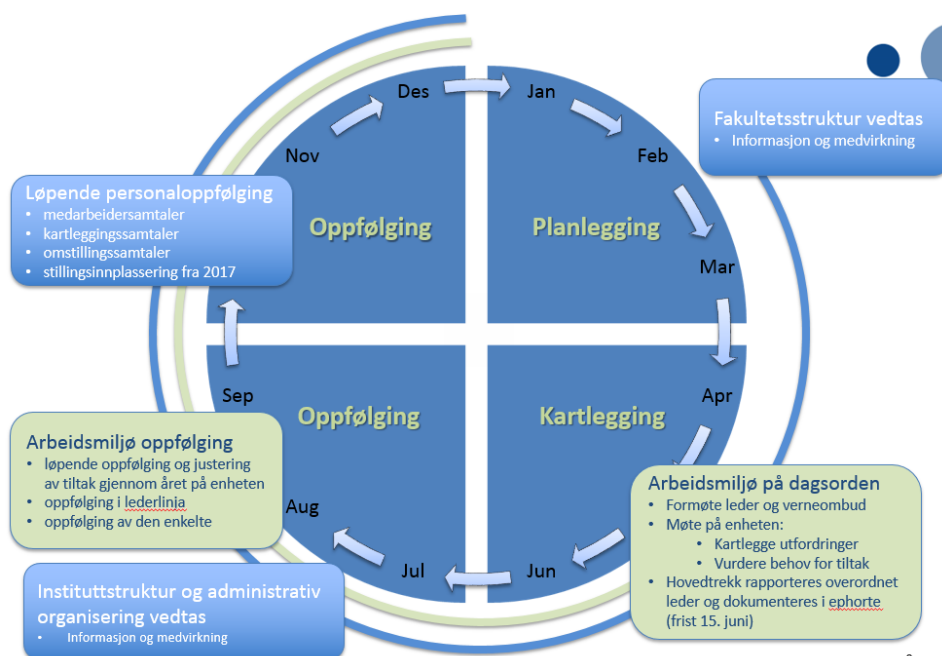 Des
Jan
Nov
Feb
Fakultetsstruktur vedtas
• Informasjon og medvirkning
Løpende personaloppfølging
• medarbeidersamtaler
• kartleggingssamtaler
• omstillingssamtaler
• stillingsinnplassering fra 2017
Oppfølging
Planlegging
Mar
Sep
Apr
Oppfølging
Kartlegging
Arbeidsmiljø oppfølging
• løpende oppfølging og justering
av tiltak gjennom året på enheten
• oppfølging i lederlinja
• oppfølging av den enkelte
Aug
Arbeidsmiljø på dagsorden
• Formøte leder og verneombud
• Møte på enheten:
• Kartlegge utfordringer
• Vurdere behov for tiltak
• Hovedtrekk rapporteres overordnet
leder og dokumenteres i ephorte
(frist 15. juni)
Jul
Jun
Instituttstruktur og administrativ
organisering vedtas
• Informasjon og medvirkning